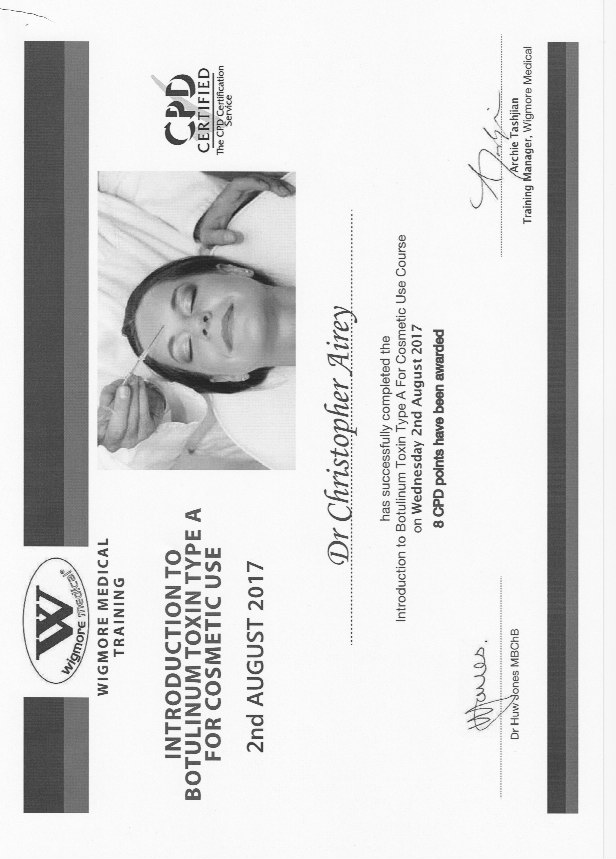 W
wigmore medical®
WIGMORE MEDICAL
TRAINING
INTRODUCTION TO
BOTULINUM TOXIN TYPE A
FOR COSMETIC USE
2nd AUGUST 2017
CPD
CERTIFIED
The CPD Certification
Service
Dr Christopher Airey
has successfully completed the
Introduction to Botulinum Toxin Type A For Cosmetic Use Course
on Wednesday 2nd August 2017
8 CPD points have been awarded
HJones.
Dr Huw Jones MBChB
Archie Tashjian
Training Manager, Wigmore Medical